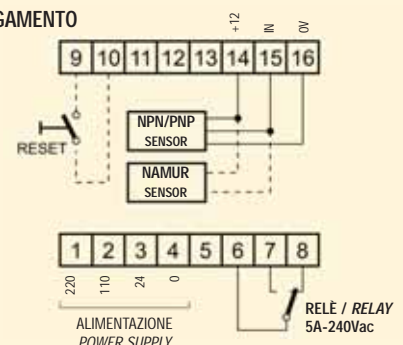 GAMENTO
+12 IN 0V
9 10 11 12 13 14 15 16
NPN/PNP
SENSOR
RESET
NAMUR
SENSOR
1 2 3 4 5 6 7 8
220 110 24 0
RELÈ / RELAY
5A-240Vac
ALIMENTAZIONE
POWER SUPPLY